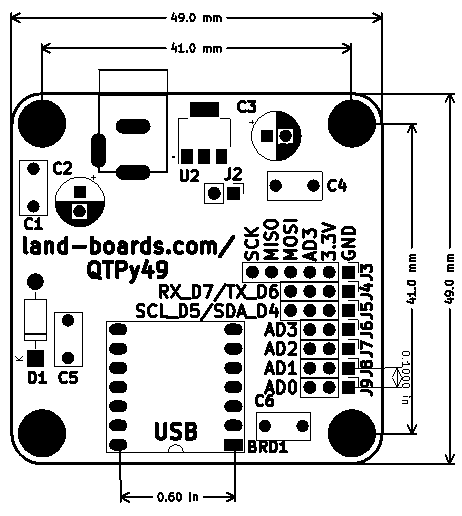 49.0 mm
41.0 mm
C3
+
U2
J2
C2
+
C4
C1
land-boards.com/
QTPy49
SCK
MISO
MOSI
AD3
3.3V
GND
J3
RX_D7/TX_D6
J4
SCL_D5/SDA_D4
J5
AD3
J6
AD2
J7
AD1
J8
AD0
J9
0.1000 in
41.0 mm
49.0 mm
K
D1
C5
C6
USB
BRD1
0.60 in